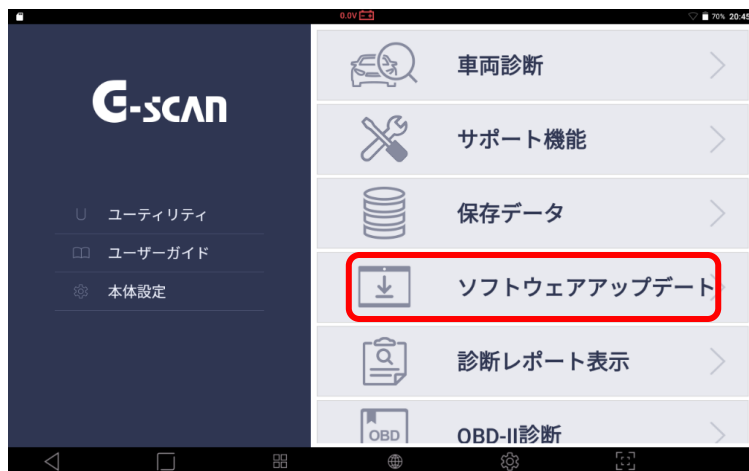 0.0V
70% 20:45
G-scan
ユーティリティ
ユーザーガイド
本体設定
車両診断
サポート機能
保存データ
ソフトウェアアップデート
診断レポート表示
OBD
OBD-II診断